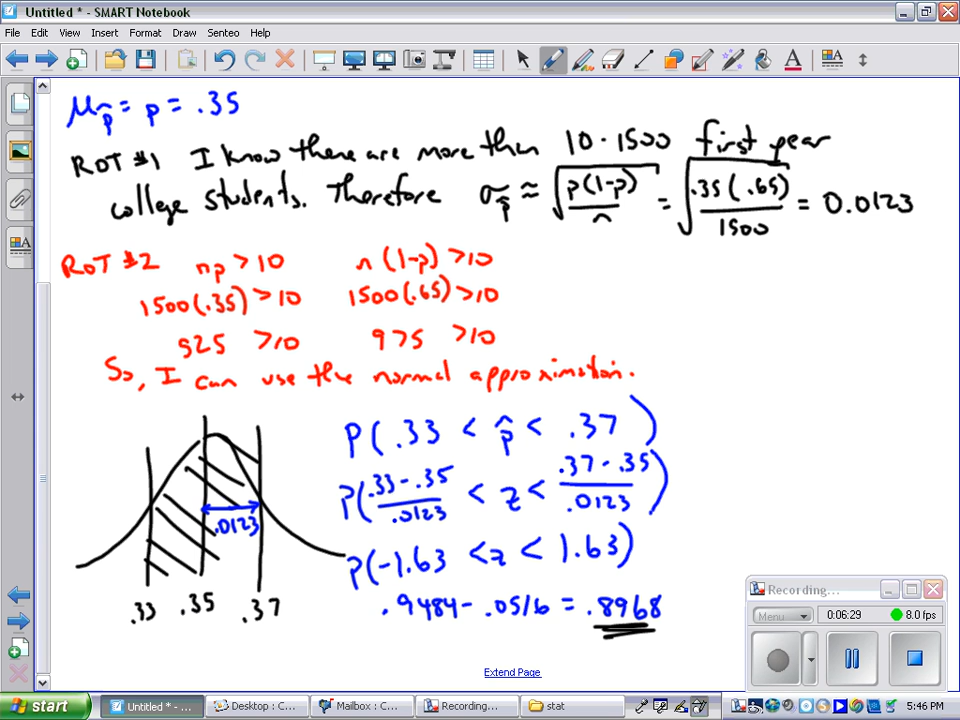 Untitled * - SMART Notebook
File Edit View Insert Format Draw Senteo Help
μp̂ = p = .35
ROT #1 I know there are more than 10·1500 first year
college students. Therefore σp̂ ≈ √(p(1-p)/n) = √(.35(.65)/1500) = 0.0123
ROT #2 np >10 n(1-p) >10
1500(.35) >10 1500(.65) >10
525 >10 975 >10
So, I can use the normal approximation.
P( .33 < p̂ < .37 )
P( (.33-.35)/.0123 < z < (.37-.35)/.0123 )
P(-1.63 < z < 1.63)
.9484 - .0516 = .8968
.0123
.33 .35 .37
Extend Page
Recording...
Menu 0:06:29 8.0 fps
start Untitled * - ... Desktop : C... Mailbox : C... Recording... stat 5:46 PM